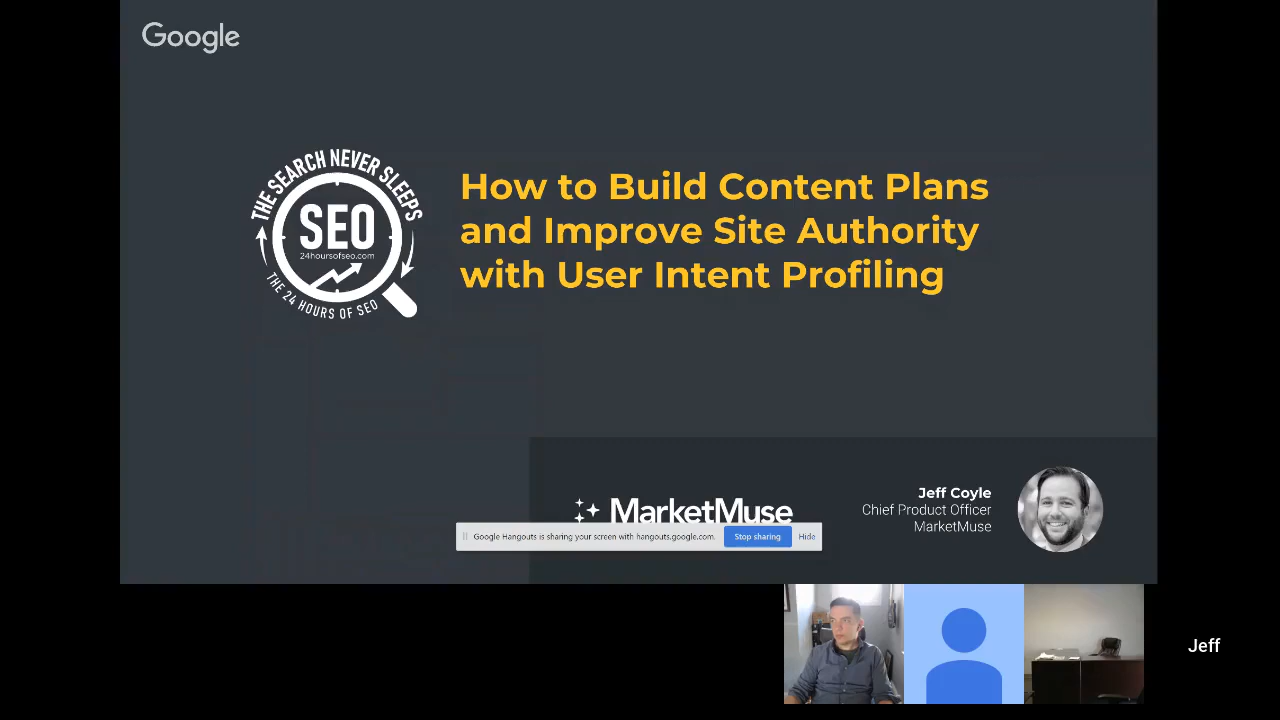 Google
THE SEARCH NEVER SLEEPS
SEO
24hoursofseo.com
THE 24 HOURS OF SEO
How to Build Content Plans
and Improve Site Authority
with User Intent Profiling
MarketMuse
Jeff Coyle
Chief Product Officer
MarketMuse
Google Hangouts is sharing your screen with hangouts.google.com. Stop sharing Hide
Jeff